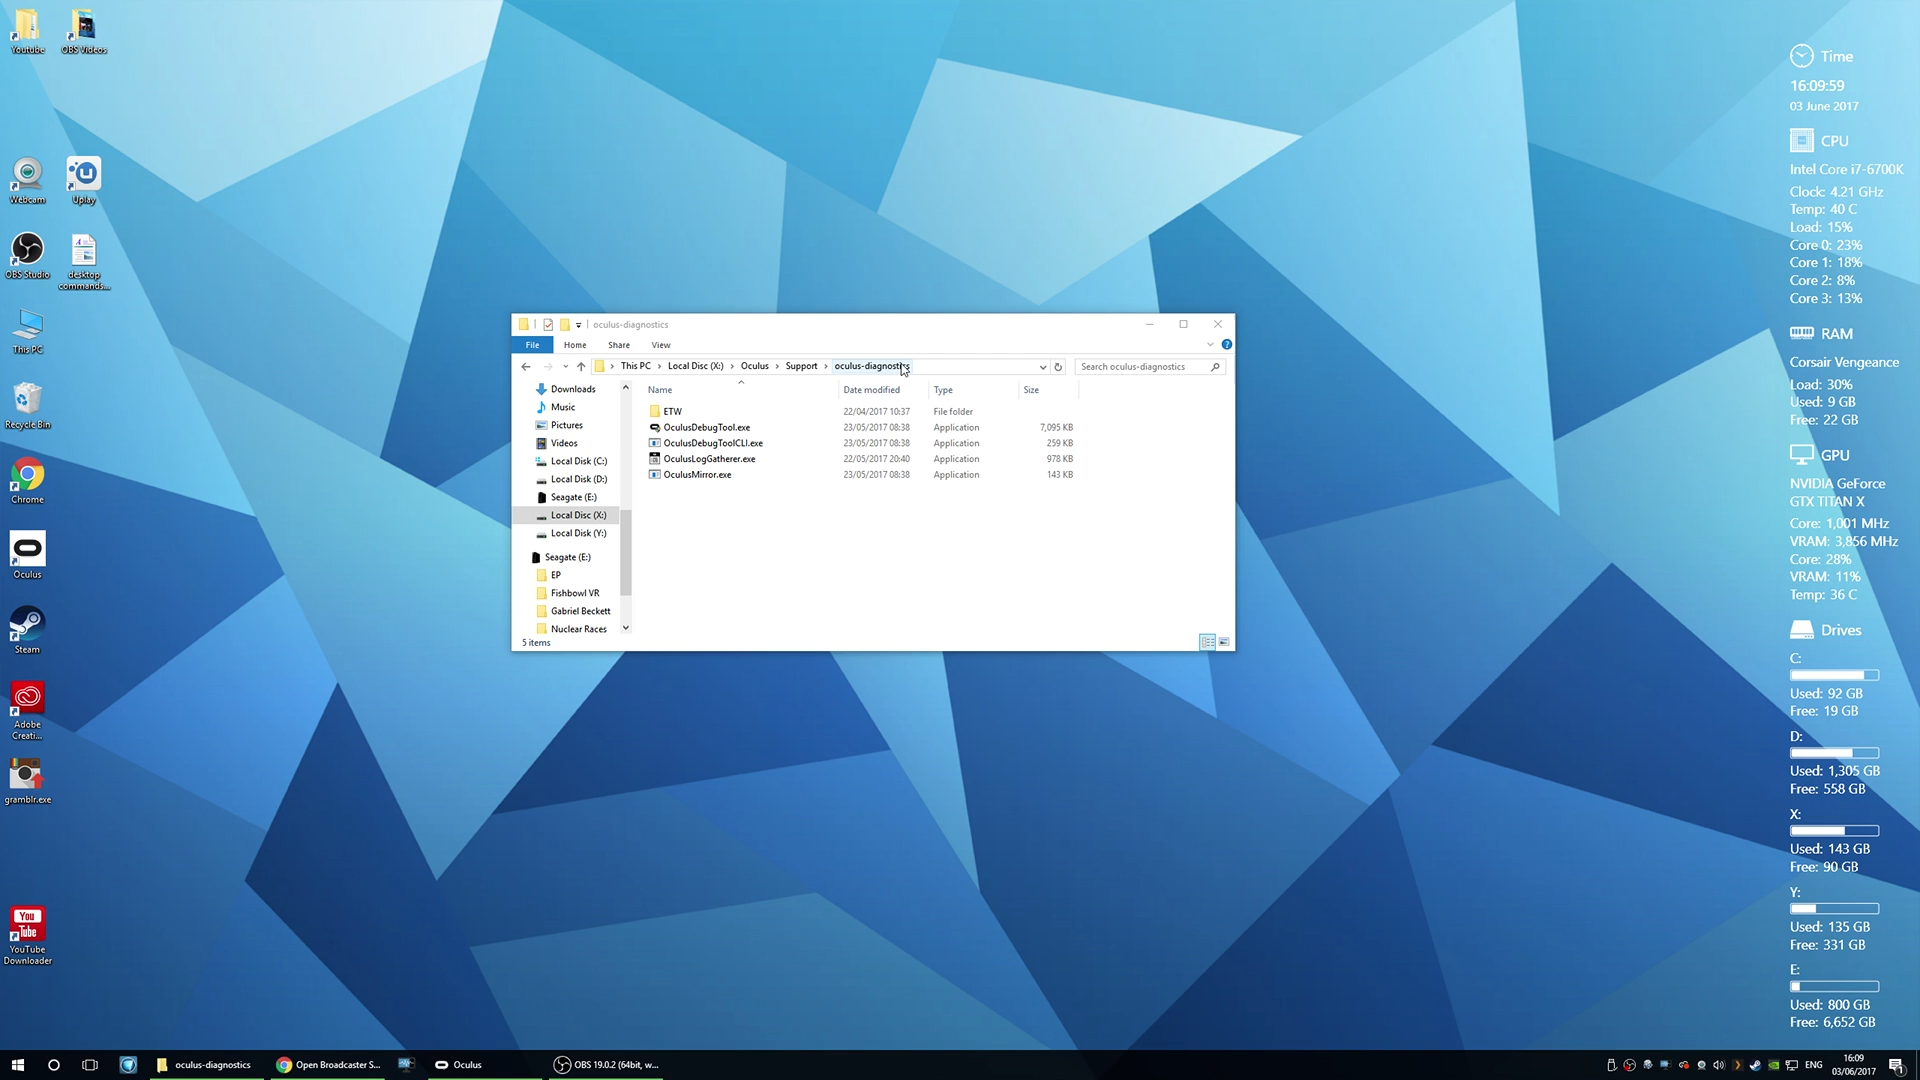 Youtube
OBS Videos
Webcam
Uplay
OBS Studio
desktop
commands...
This PC
Recycle Bin
Chrome
Oculus
Steam
Adobe
Creati...
gramblr.exe
You
Tube
YouTube
Downloader
oculus-diagnostics
File Home Share View
This PC > Local Disc (X:) > Oculus > Support > oculus-diagnostics
Search oculus-diagnostics
Name Date modified Type Size
ETW 22/04/2017 10:37 File folder
OculusDebugTool.exe 23/05/2017 08:38 Application 7,095 KB
OculusDebugToolCLI.exe 23/05/2017 08:38 Application 259 KB
OculusLogGatherer.exe 22/05/2017 20:40 Application 978 KB
OculusMirror.exe 23/05/2017 08:38 Application 143 KB
Downloads
Music
Pictures
Videos
Local Disk (C:)
Local Disk (D:)
Seagate (E:)
Local Disc (X:)
Local Disk (Y:)
Seagate (E:)
EP
Fishbowl VR
Gabriel Beckett
Nuclear Races
5 items
Time
16:09:59
03 June 2017
CPU
Intel Core i7-6700K
Clock: 4.21 GHz
Temp: 40 C
Load: 15%
Core 0: 23%
Core 1: 18%
Core 2: 8%
Core 3: 13%
RAM
Corsair Vengeance
Load: 30%
Used: 9 GB
Free: 22 GB
GPU
NVIDIA GeForce
GTX TITAN X
Core: 1,001 MHz
VRAM: 3,856 MHz
Core: 28%
VRAM: 11%
Temp: 36 C
Drives
C:
Used: 92 GB
Free: 19 GB
D:
Used: 1,305 GB
Free: 558 GB
X:
Used: 143 GB
Free: 90 GB
Y:
Used: 135 GB
Free: 331 GB
E:
Used: 800 GB
Free: 6,652 GB
oculus-diagnostics
Open Broadcaster S...
Oculus
OBS 19.0.2 (64bit, w...
ENG
16:09
03/06/2017